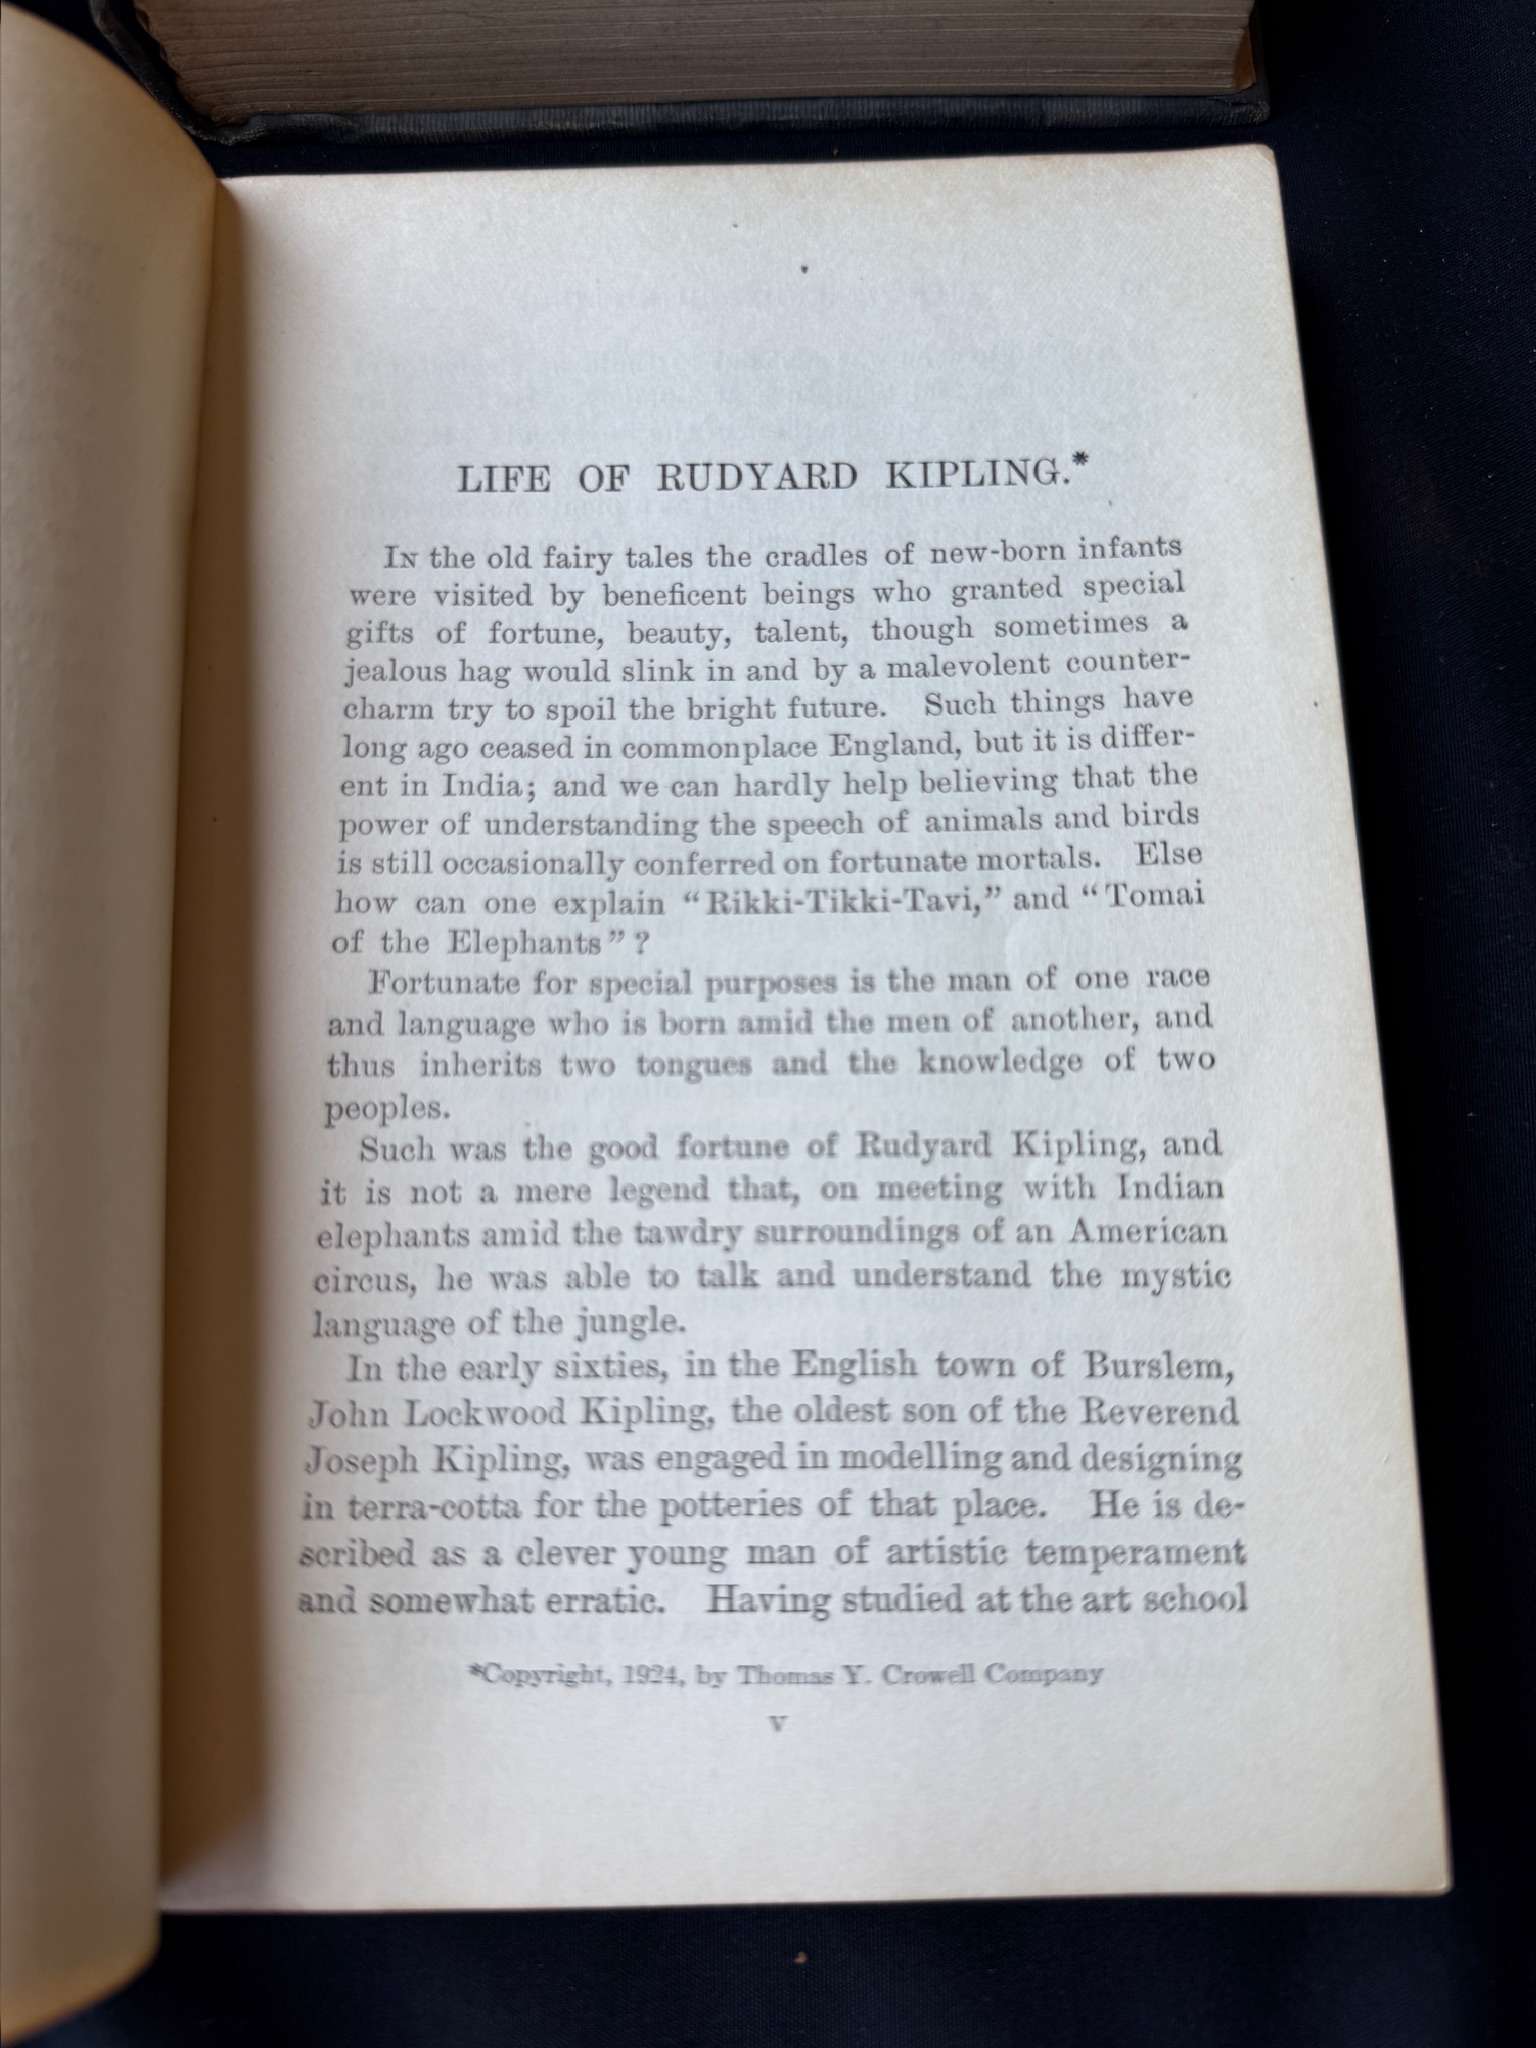 LIFE OF RUDYARD KIPLING.*
In the old fairy tales the cradles of new-born infants
were visited by beneficent beings who granted special
gifts of fortune, beauty, talent, though sometimes a
jealous hag would slink in and by a malevolent counter-
charm try to spoil the bright future. Such things have
long ago ceased in commonplace England, but it is differ-
ent in India; and we can hardly help believing that the
power of understanding the speech of animals and birds
is still occasionally conferred on fortunate mortals. Else
how can one explain “Rikki-Tikki-Tavi,” and “Tomai
of the Elephants”?
Fortunate for special purposes is the man of one race
and language who is born amid the men of another, and
thus inherits two tongues and the knowledge of two
peoples.
Such was the good fortune of Rudyard Kipling, and
it is not a mere legend that, on meeting with Indian
elephants amid the tawdry surroundings of an American
circus, he was able to talk and understand the mystic
language of the jungle.
In the early sixties, in the English town of Burslem,
John Lockwood Kipling, the oldest son of the Reverend
Joseph Kipling, was engaged in modelling and designing
in terra-cotta for the potteries of that place. He is de-
scribed as a clever young man of artistic temperament
and somewhat erratic. Having studied at the art school
*Copyright, 1924, by Thomas Y. Crowell Company
v